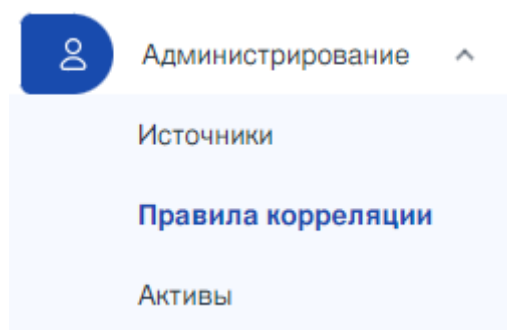 Администрирование
Источники
Правила корреляции
Активы